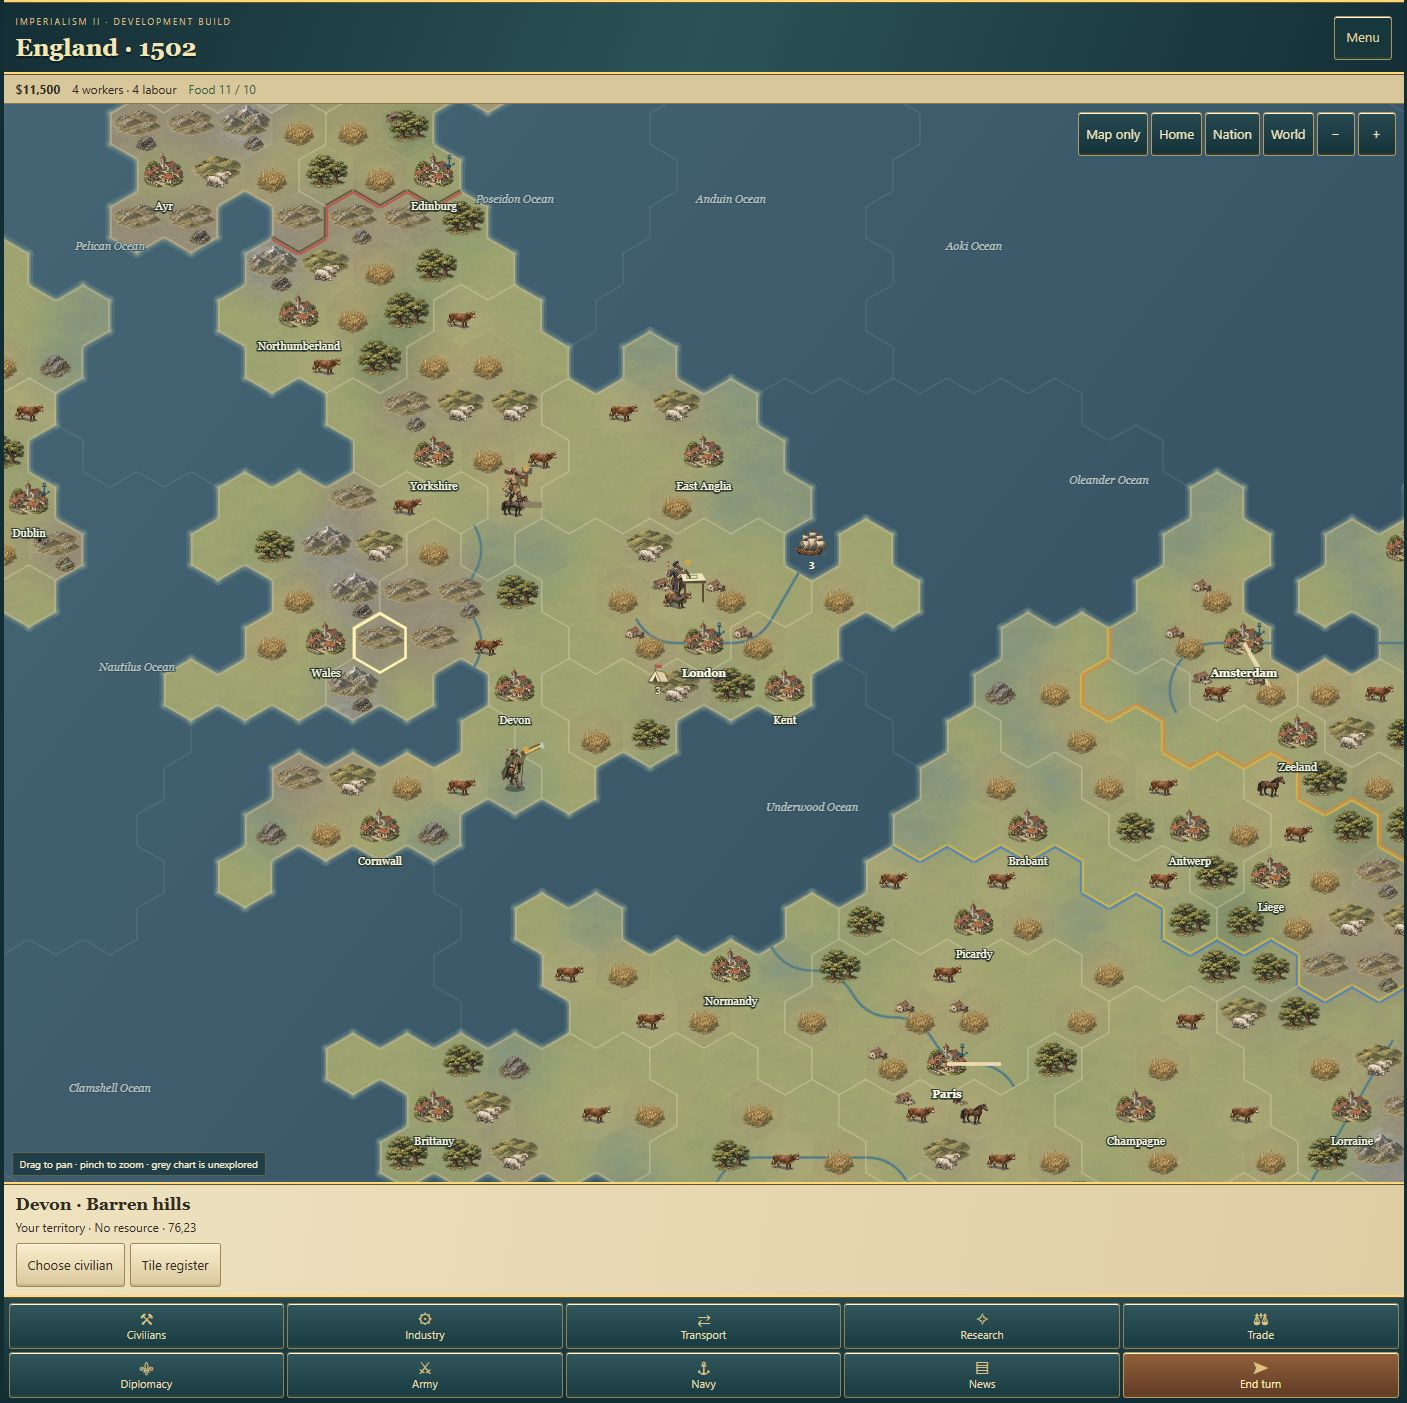 IMPERIALISM II · DEVELOPMENT BUILD
England · 1502
Menu
$11,500 4 workers · 4 labour Food 11 / 10
Map only
Home
Nation
World
−
+
Ayr
Edinburg
Poseidon Ocean
Anduin Ocean
Pelican Ocean
Aoki Ocean
Northumberland
Yorkshire
East Anglia
Oleander Ocean
Dublin
3
Nautilus Ocean
Wales
London
3
Amsterdam
Devon
Kent
Zeeland
Underwood Ocean
Cornwall
Brabant
Antwerp
Liege
Picardy
Normandy
Clamshell Ocean
Paris
Brittany
Champagne
Lorraine
Drag to pan · pinch to zoom · grey chart is unexplored
Devon · Barren hills
Your territory · No resource · 76,23
Choose civilian
Tile register
Civilians
Industry
Transport
Research
Trade
Diplomacy
Army
Navy
News
End turn